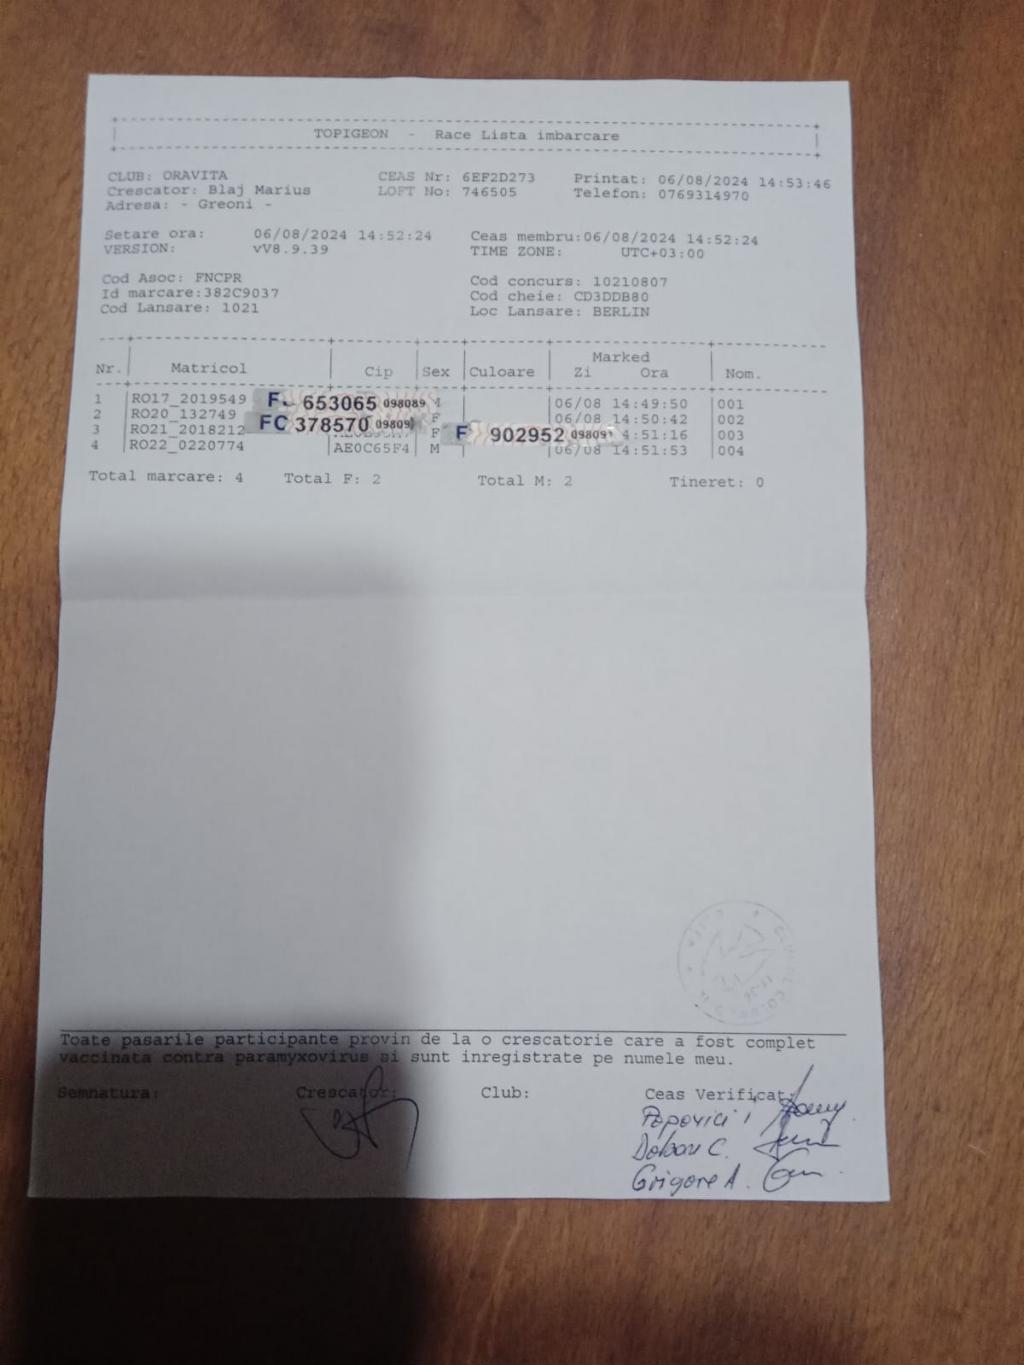 TOPIGEON - Race Lista imbarcare
CLUB: ORAVITA CEAS Nr: 6EF2D273 Printat: 06/08/2024 14:53:46
Crescator: Blaj Marius LOFT No: 746505 Telefon: 0769314970
Adresa: - Greoni -
Setare ora: 06/08/2024 14:52:24 Ceas membru:06/08/2024 14:52:24
VERSION: vV8.9.39 TIME ZONE: UTC+03:00
Cod Asoc: FNCPR Cod concurs: 10210807
Id marcare:382C9037 Cod cheie: CD3DDB80
Cod Lansare: 1021 Loc Lansare: BERLIN
Marked
Nr. Matricol Cip Sex Culoare Zi Ora Nom.
1 RO17_2019549 653065 098089 06/08 14:49:50 001
2 RO20_132749 F 06/08 14:50:42 002
FC 378570 09809
3 RO21_2018212 F F 902952 09809 4:51:16 003
4 RO22_0220774 AE0C65F4 M 06/08 14:51:53 004
Total marcare: 4 Total F: 2 Total M: 2 Tineret: 0
Toate pasarile participante provin de la o crescatorie care a fost complet
vaccinata contra paramyxovirus si sunt inregistrate pe numele meu.
Semnatura: Crescator: Club: Ceas Verificat:
Popovici
Grigore A.